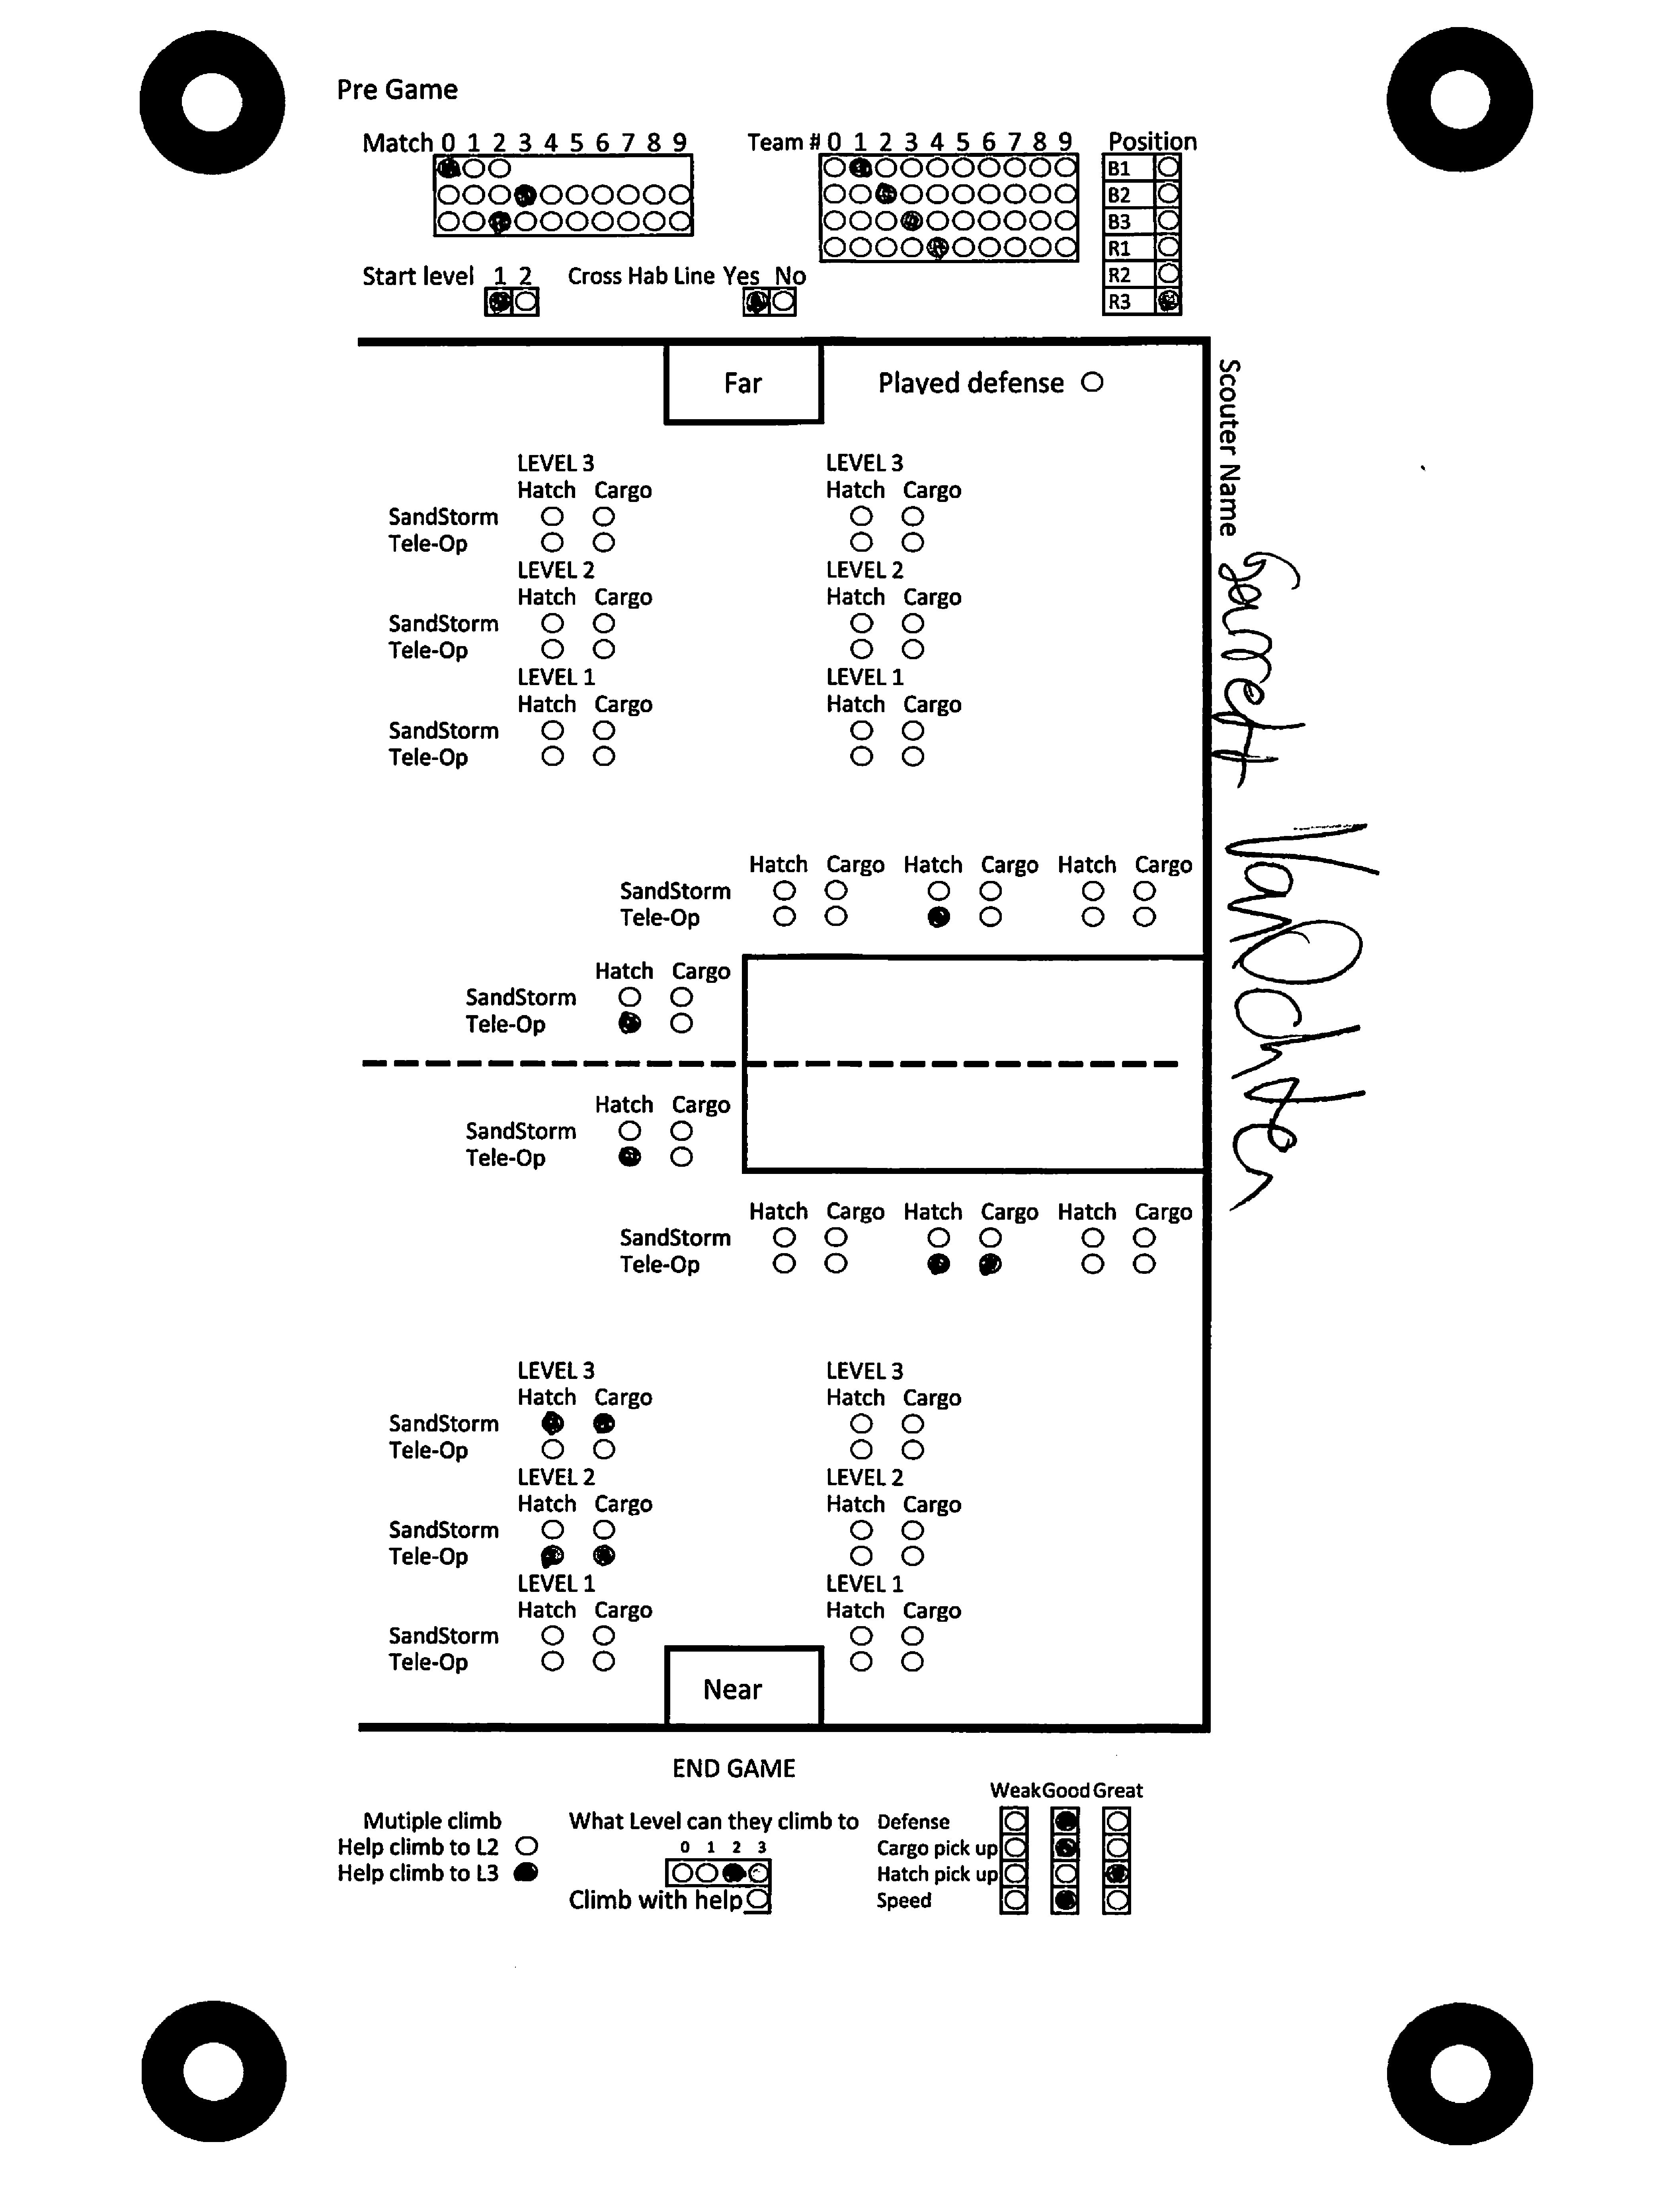 Pre Game
Match 0 1 2 3 4 5 6 7 8 9
Team # 0 1 2 3 4 5 6 7 8 9
Position
B1
B2
B3
R1
R2
R3
Start level 1 2
Cross Hab Line Yes No
Far
Played defense
Scouter Name Garrett VanOchten
LEVEL 3 LEVEL 3
Hatch Cargo Hatch Cargo
SandStorm
Tele-Op
LEVEL 2 LEVEL 2
Hatch Cargo Hatch Cargo
SandStorm
Tele-Op
LEVEL 1 LEVEL 1
Hatch Cargo Hatch Cargo
SandStorm
Tele-Op
Hatch Cargo Hatch Cargo Hatch Cargo
SandStorm
Tele-Op
Hatch Cargo
SandStorm
Tele-Op
Hatch Cargo
SandStorm
Tele-Op
Hatch Cargo Hatch Cargo Hatch Cargo
SandStorm
Tele-Op
LEVEL 3 LEVEL 3
Hatch Cargo Hatch Cargo
SandStorm
Tele-Op
LEVEL 2 LEVEL 2
Hatch Cargo Hatch Cargo
SandStorm
Tele-Op
LEVEL 1 LEVEL 1
Hatch Cargo Hatch Cargo
SandStorm
Tele-Op
Near
END GAME
Mutiple climb
Help climb to L2
Help climb to L3
What Level can they climb to
0 1 2 3
Climb with help
Weak Good Great
Defense
Cargo pick up
Hatch pick up
Speed